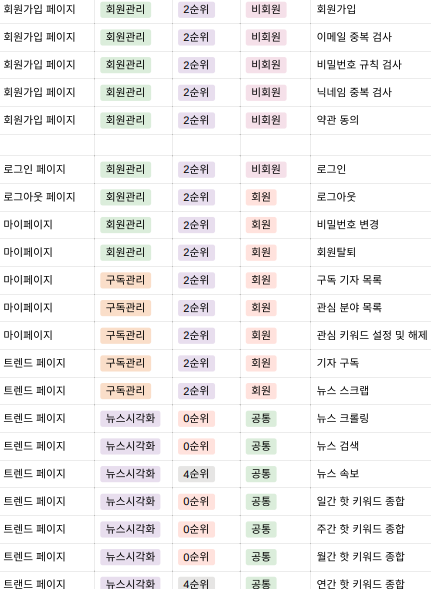 회원가입 페이지 회원관리 2순위 비회원 회원가입
회원가입 페이지 회원관리 2순위 비회원 이메일 중복 검사
회원가입 페이지 회원관리 2순위 비회원 비밀번호 규칙 검사
회원가입 페이지 회원관리 2순위 비회원 닉네임 중복 검사
회원가입 페이지 회원관리 2순위 비회원 약관 동의
로그인 페이지 회원관리 2순위 비회원 로그인
로그아웃 페이지 회원관리 2순위 회원 로그아웃
마이페이지 회원관리 2순위 회원 비밀번호 변경
마이페이지 회원관리 2순위 회원 회원탈퇴
마이페이지 구독관리 2순위 회원 구독 기자 목록
마이페이지 구독관리 2순위 회원 관심 분야 목록
마이페이지 구독관리 2순위 회원 관심 키워드 설정 및 해제
트렌드 페이지 구독관리 2순위 회원 기자 구독
트렌드 페이지 구독관리 2순위 회원 뉴스 스크랩
트렌드 페이지 뉴스시각화 0순위 공통 뉴스 크롤링
트렌드 페이지 뉴스시각화 0순위 공통 뉴스 검색
트렌드 페이지 뉴스시각화 4순위 공통 뉴스 속보
트렌드 페이지 뉴스시각화 0순위 공통 일간 핫 키워드 종합
트렌드 페이지 뉴스시각화 0순위 공통 주간 핫 키워드 종합
트렌드 페이지 뉴스시각화 0순위 공통 월간 핫 키워드 종합
트랜드 페이지 뉴스시각화 4순위 공통 연간 핫 키워드 종합